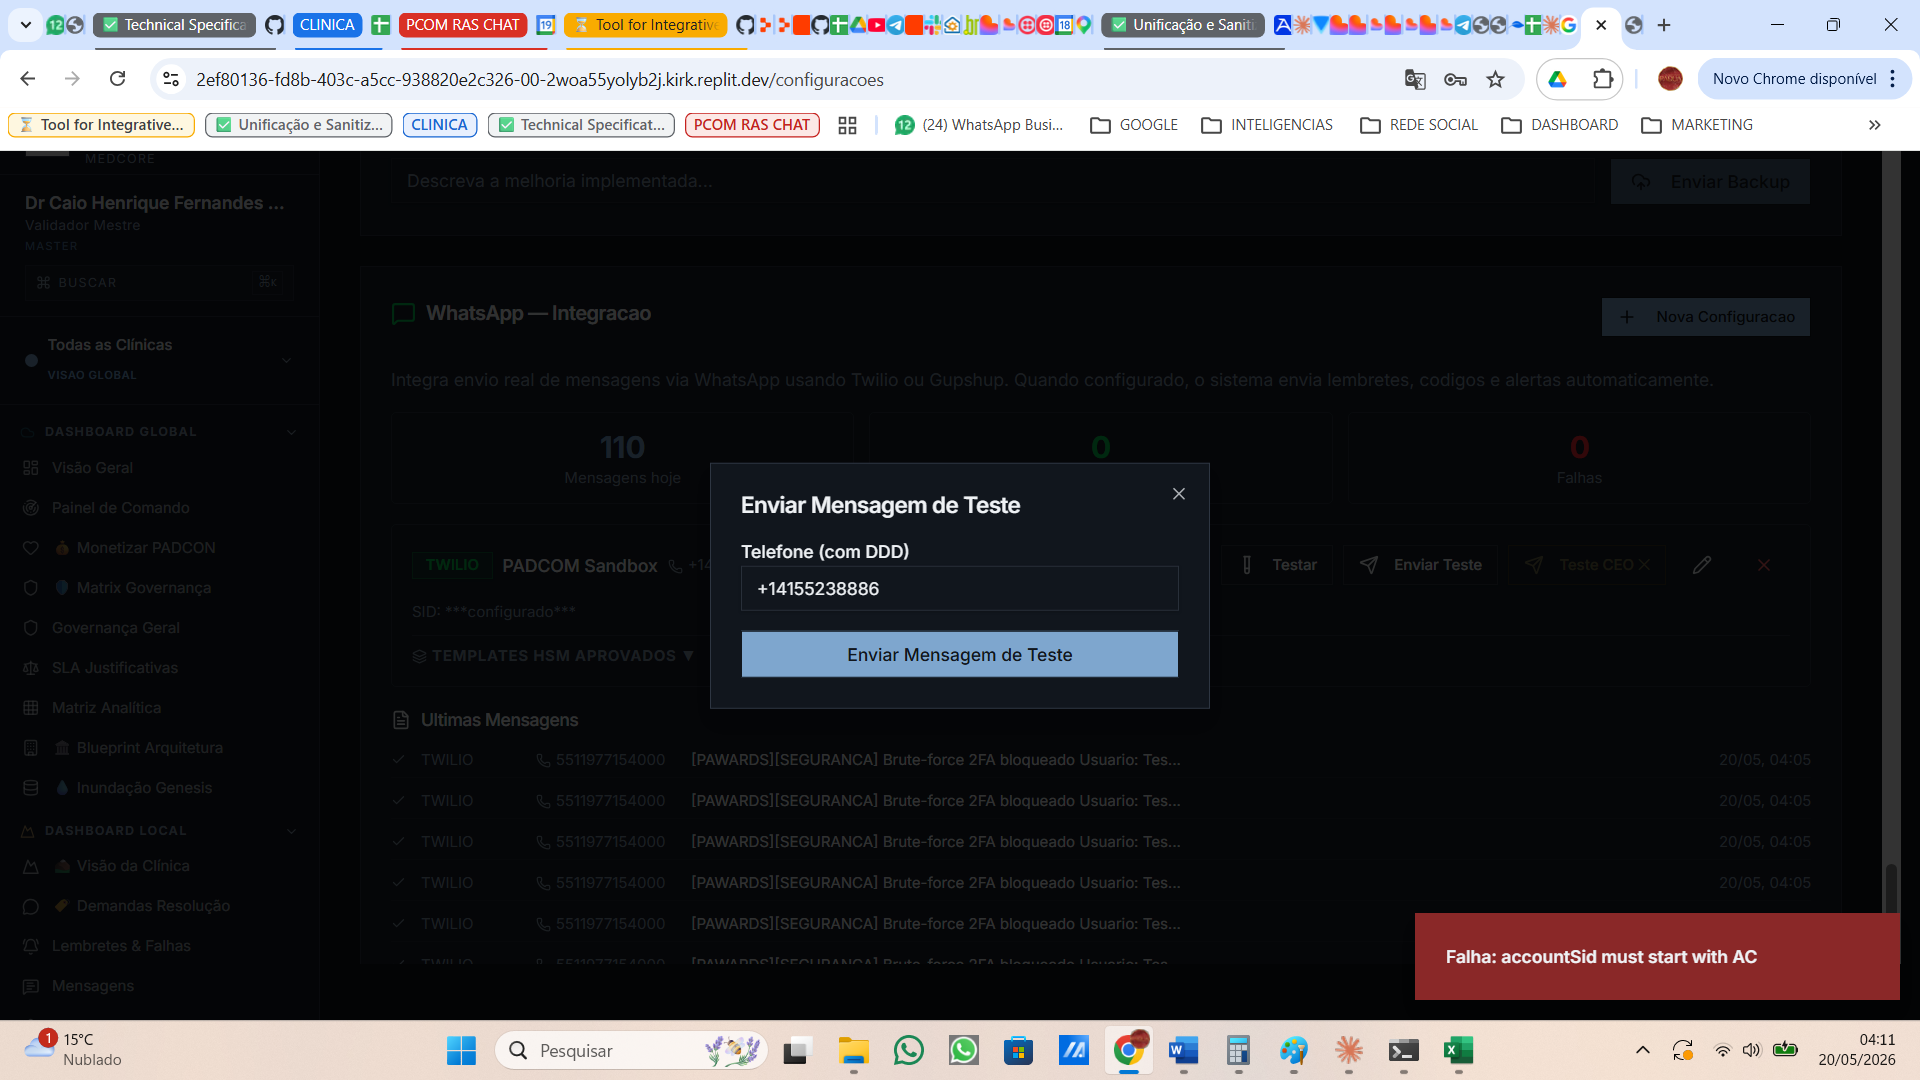 12
Technical Specifica
CLINICA
PCOM RAS CHAT
Tool for Integrative
Unificação e Saniti
2ef80136-fd8b-403c-a5cc-938820e2c326-00-2woa55yolyb2j.kirk.replit.dev/configuracoes
Novo Chrome disponível
Tool for Integrative...
Unificação e Sanitiz...
CLINICA
Technical Specificat...
PCOM RAS CHAT
12
(24) WhatsApp Busi...
GOOGLE
INTELIGENCIAS
REDE SOCIAL
DASHBOARD
MARKETING
MEDCORE
Dr Caio Henrique Fernandes ...
Validador Mestre
MASTER
BUSCAR
⌘K
Todas as Clínicas
VISAO GLOBAL
DASHBOARD GLOBAL
Visão Geral
Painel de Comando
Monetizar PADCON
Matrix Governança
Governança Geral
SLA Justificativas
Matriz Analítica
Blueprint Arquitetura
Inundação Genesis
DASHBOARD LOCAL
Visão da Clínica
Demandas Resolução
Lembretes & Falhas
Mensagens
Descreva a melhoria implementada...
Enviar Backup
WhatsApp — Integracao
+ Nova Configuracao
Integra envio real de mensagens via WhatsApp usando Twilio ou Gupshup. Quando configurado, o sistema envia lembretes, codigos e alertas automaticamente.
110
Mensagens hoje
0
0
Falhas
TWILIO
PADCOM Sandbox
+14
Testar
Enviar Teste
Teste CEO
SID: ***configurado***
TEMPLATES HSM APROVADOS ▼
Enviar Mensagem de Teste
Telefone (com DDD)
+14155238886
Enviar Mensagem de Teste
Ultimas Mensagens
TWILIO 5511977154000 [PAWARDS][SEGURANCA] Brute-force 2FA bloqueado Usuario: Tes... 20/05, 04:05
TWILIO 5511977154000 [PAWARDS][SEGURANCA] Brute-force 2FA bloqueado Usuario: Tes... 20/05, 04:05
TWILIO 5511977154000 [PAWARDS][SEGURANCA] Brute-force 2FA bloqueado Usuario: Tes... 20/05, 04:05
TWILIO 5511977154000 [PAWARDS][SEGURANCA] Brute-force 2FA bloqueado Usuario: Tes... 20/05, 04:05
TWILIO 5511977154000 [PAWARDS][SEGURANCA] Brute-force 2FA bloqueado Usuario: Tes...
Falha: accountSid must start with AC
1
15°C
Nublado
Pesquisar
04:11
20/05/2026